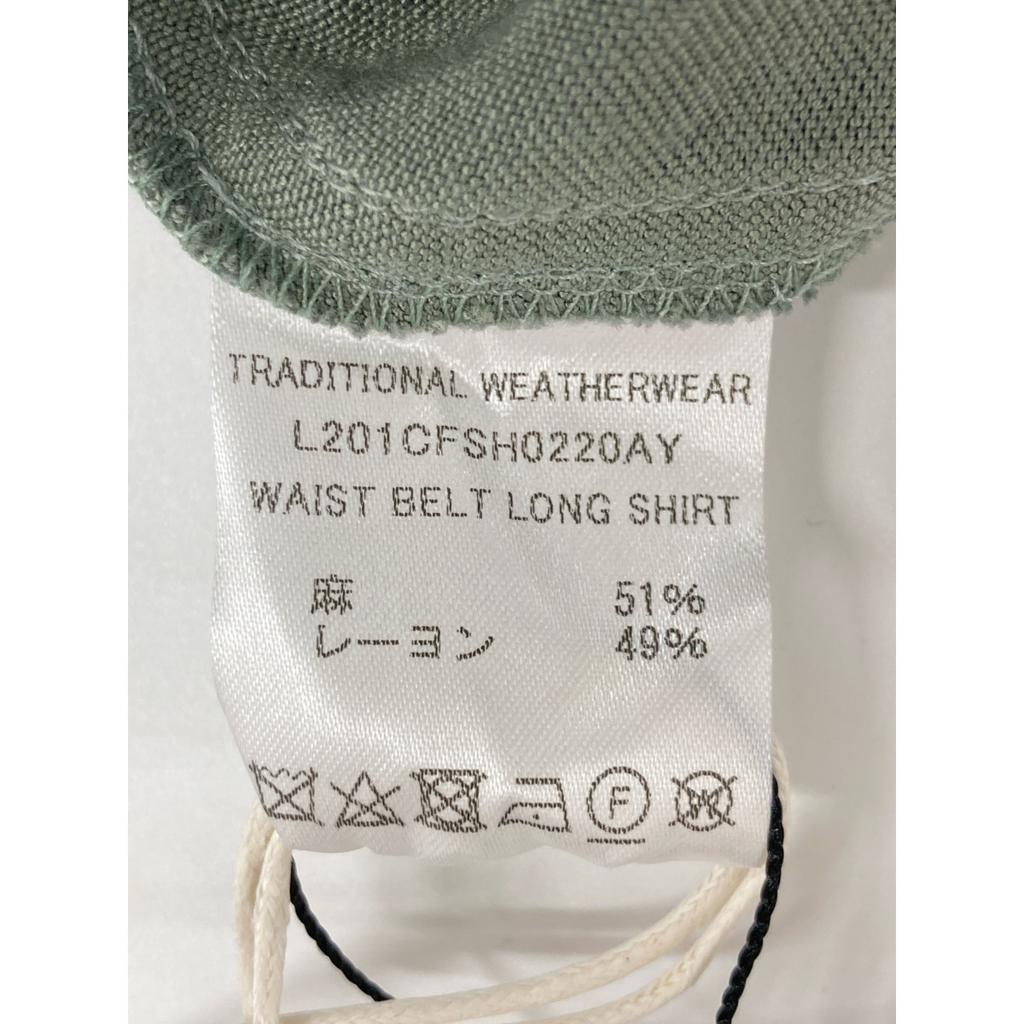 TRADITIONAL WEATHERWEAR
L201CFSH0220AY
WAIST BELT LONG SHIRT
麻 51%
レーヨン 49%
F W